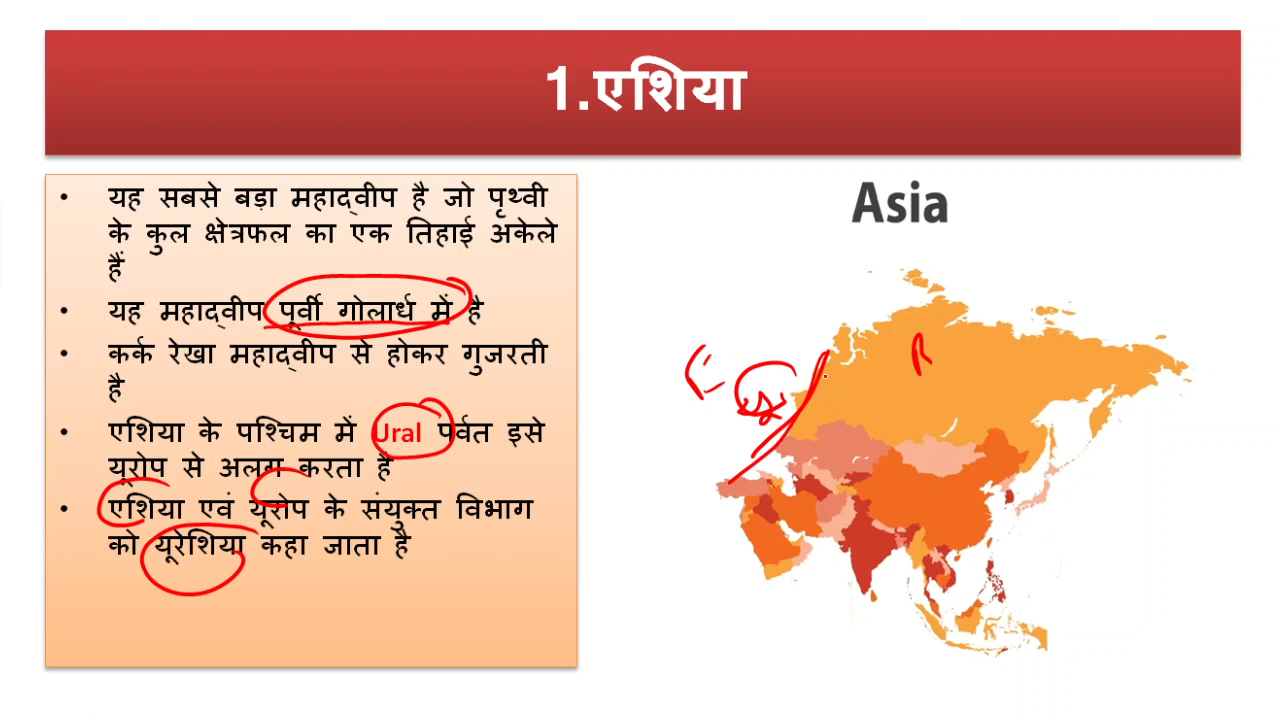 1.एशिया
• यह सबसे बड़ा महाद्वीप है जो पृथ्वी
के कुल क्षेत्रफल का एक तिहाई अकेले
हैं
• यह महाद्वीप पूर्वी गोलार्ध में है
• कर्क रेखा महाद्वीप से होकर गुजरती
है
• एशिया के पश्चिम में Ural पर्वत इसे
यूरोप से अलग करता है
• एशिया एवं यूरोप के संयुक्त विभाग
को यूरेशिया कहा जाता है
Asia